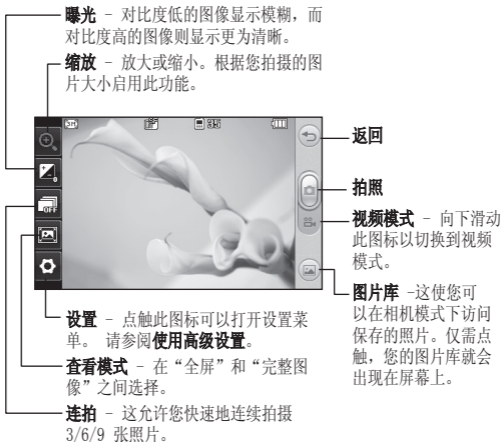 曝光 - 对比度低的图像显示模糊，而
对比度高的图像则显示更为清晰。
缩放 - 放大或缩小。根据您拍摄的图
片大小启用此功能。
5M
35
OFF
返回
拍照
视频模式 - 向下滑动
此图标以切换到视频
模式。
图片库 -这使您可
以在相机模式下访问
保存的照片。仅需点
触，您的图片库就会
出现在屏幕上。
设置 - 点触此图标可以打开设置菜
单。 请参阅使用高级设置。
查看模式 - 在“全屏”和“完整图
像”之间选择。
连拍 - 这允许您快速地连续拍摄
3/6/9 张照片。